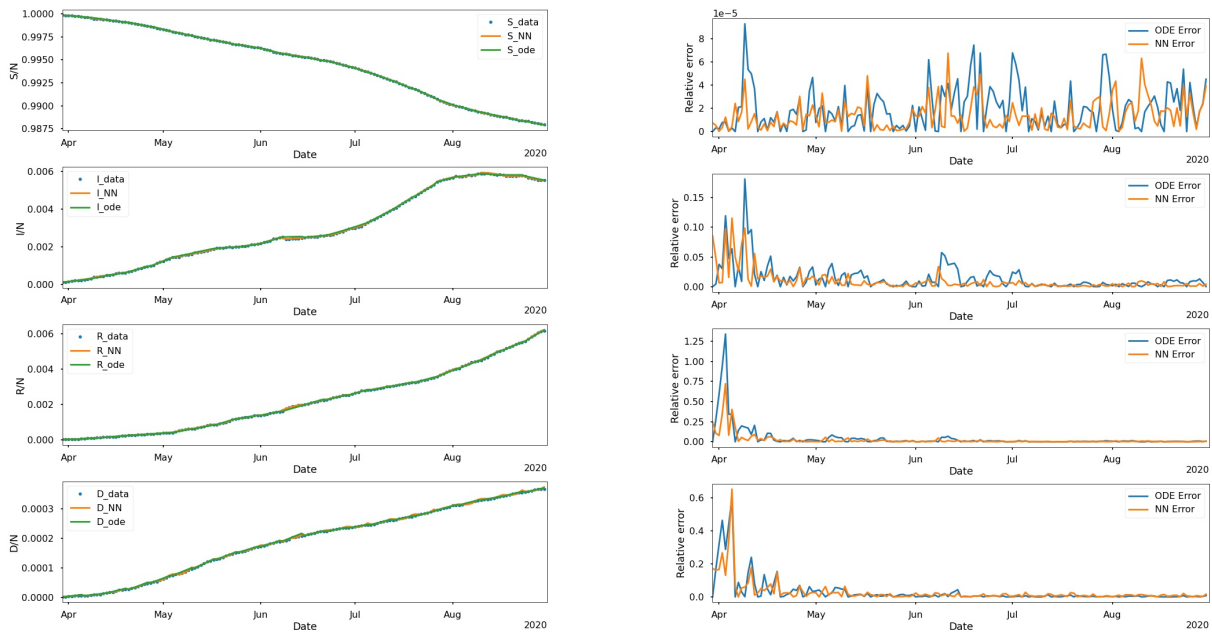 1.0000
0.9975
0.9950
0.9925
0.9900
0.9875
S/N
S_data
S_NN
S_ode
Apr
May
Jun
Jul
Aug
Date
2020
0.006
0.004
0.002
0.000
I/N
I_data
I_NN
I_ode
Apr
May
Jun
Jul
Aug
Date
2020
0.006
0.004
0.002
0.000
R/N
R_data
R_NN
R_ode
Apr
May
Jun
Jul
Aug
Date
2020
0.0003
0.0002
0.0001
0.0000
D/N
D_data
D_NN
D_ode
Apr
May
Jun
Jul
Aug
Date
2020
1e−5
8
6
4
2
0
Relative error
ODE Error
NN Error
Apr
May
Jun
Jul
Aug
Date
2020
0.15
0.10
0.05
0.00
Relative error
ODE Error
NN Error
Apr
May
Jun
Jul
Aug
Date
2020
1.25
1.00
0.75
0.50
0.25
0.00
Relative error
ODE Error
NN Error
Apr
May
Jun
Jul
Aug
Date
2020
0.6
0.4
0.2
0.0
Relative error
ODE Error
NN Error
Apr
May
Jun
Jul
Aug
Date
2020